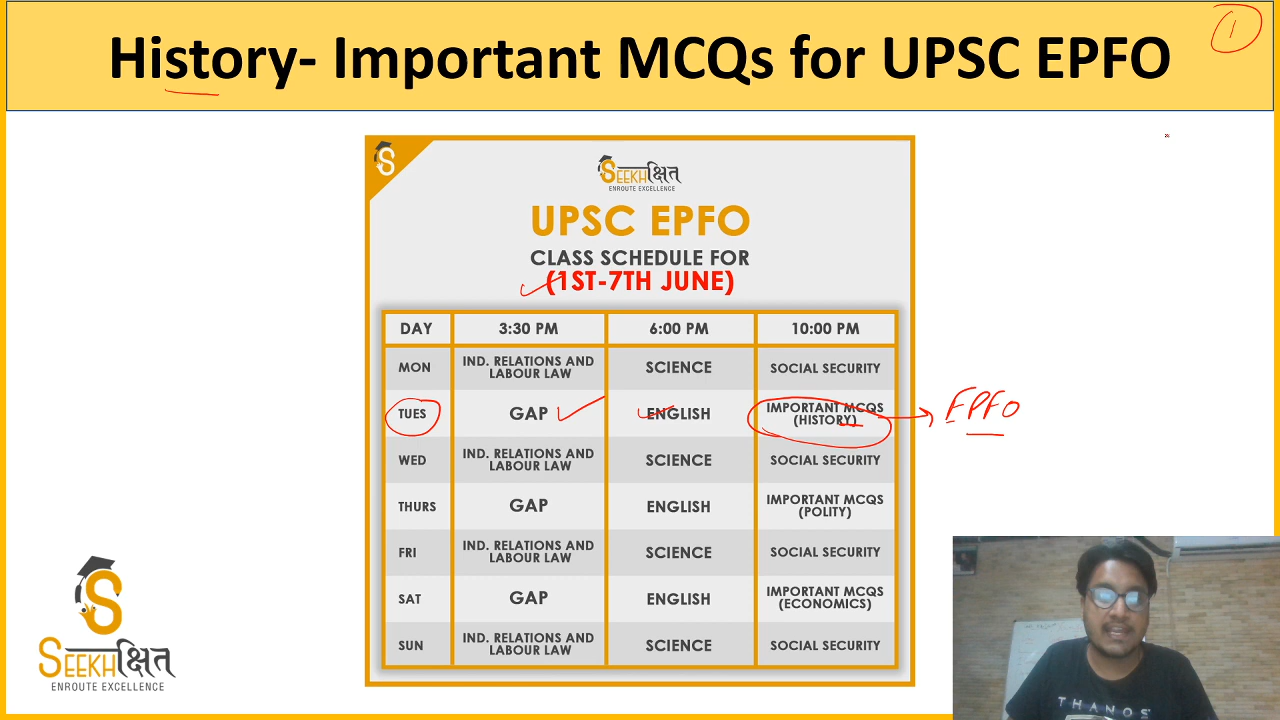 History- Important MCQs for UPSC EPFO
1
S
SEEKHक्षित
ENROUTE EXCELLENCE
UPSC EPFO
CLASS SCHEDULE FOR
(1ST-7TH JUNE)
DAY 3:30 PM 6:00 PM 10:00 PM
MON IND. RELATIONS AND LABOUR LAW SCIENCE SOCIAL SECURITY
TUES GAP ENGLISH IMPORTANT MCQS (HISTORY) EPFO
WED IND. RELATIONS AND LABOUR LAW SCIENCE SOCIAL SECURITY
THURS GAP ENGLISH IMPORTANT MCQS (POLITY)
FRI IND. RELATIONS AND LABOUR LAW SCIENCE SOCIAL SECURITY
SAT GAP ENGLISH IMPORTANT MCQS (ECONOMICS)
SUN IND. RELATIONS AND LABOUR LAW SCIENCE SOCIAL SECURITY
S
SEEKHक्षित
ENROUTE EXCELLENCE
THANOS